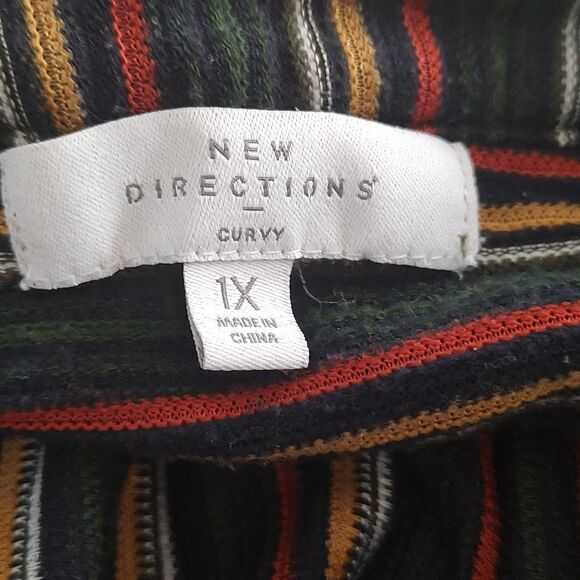 NEW
DIRECTIONS
CURVY
1X
MADE IN
CHINA